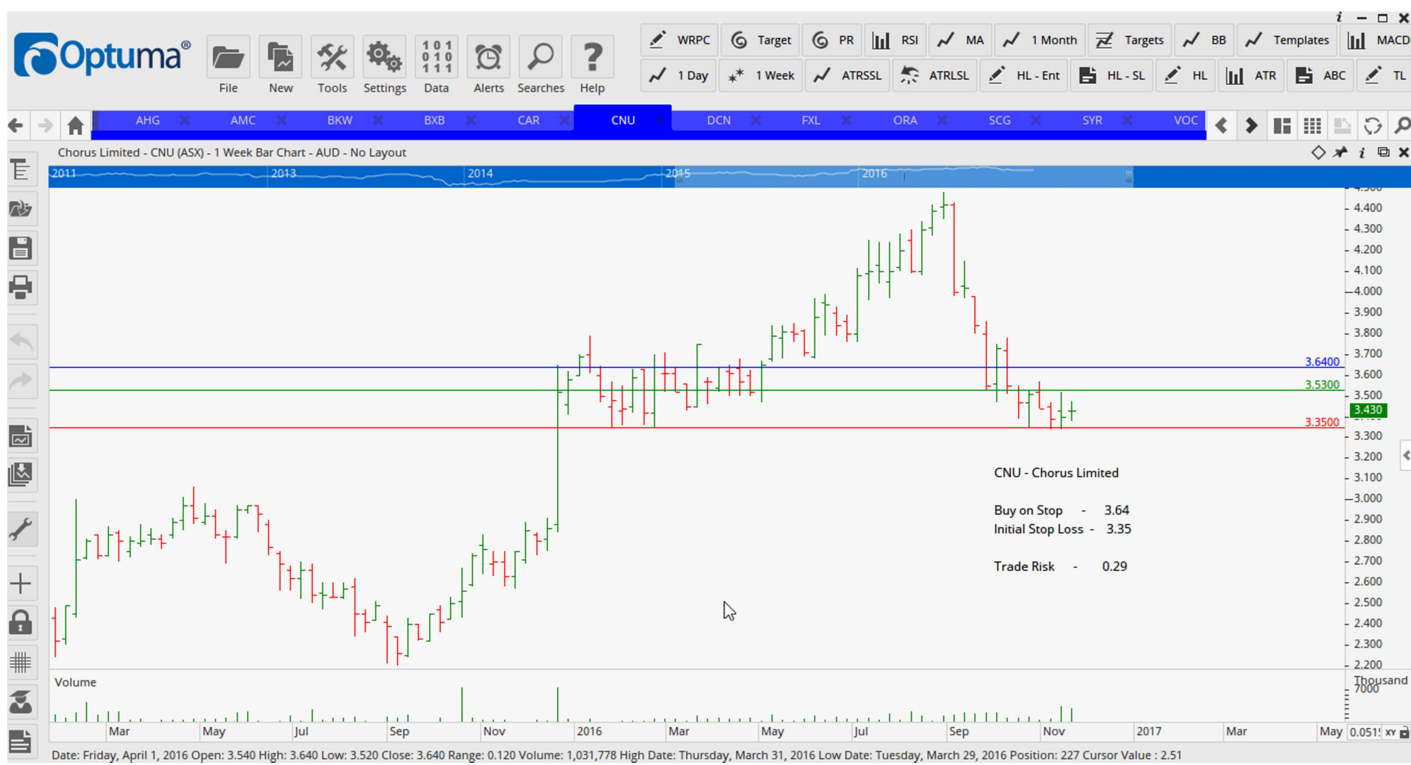 i
Optuma®
File New Tools Settings Data Alerts Searches Help
101
010
111
WRPC Target PR RSI MA 1 Month Targets BB Templates MACD
1 Day 1 Week ATRSSL ATRLSL HL - Ent HL - SL HL ATR ABC TL
AHG AMC BKW BXB CAR CNU DCN FXL ORA SCG SYR VOC
Chorus Limited - CNU (ASX) - 1 Week Bar Chart - AUD - No Layout
i
2011 2013 2014 2015 2016
4.500
4.400
4.300
4.200
4.100
4.000
3.900
3.800
3.700
3.6400
3.600
3.5300
3.500
3.430
3.3500
3.300
3.200
3.100
3.000
2.900
2.800
2.700
2.600
2.500
2.400
2.300
2.200
CNU - Chorus Limited
Buy on Stop - 3.64
Initial Stop Loss - 3.35
Trade Risk - 0.29
Volume
Thousand
7000
Mar May Jul Sep Nov 2016 Mar May Jul Sep Nov 2017 Mar May XY
Date: Friday, April 1, 2016 Open: 3.540 High: 3.640 Low: 3.520 Close: 3.640 Range: 0.120 Volume: 1,031,778 High Date: Thursday, March 31, 2016 Low Date: Tuesday, March 29, 2016 Position: 227 Cursor Value : 2.51